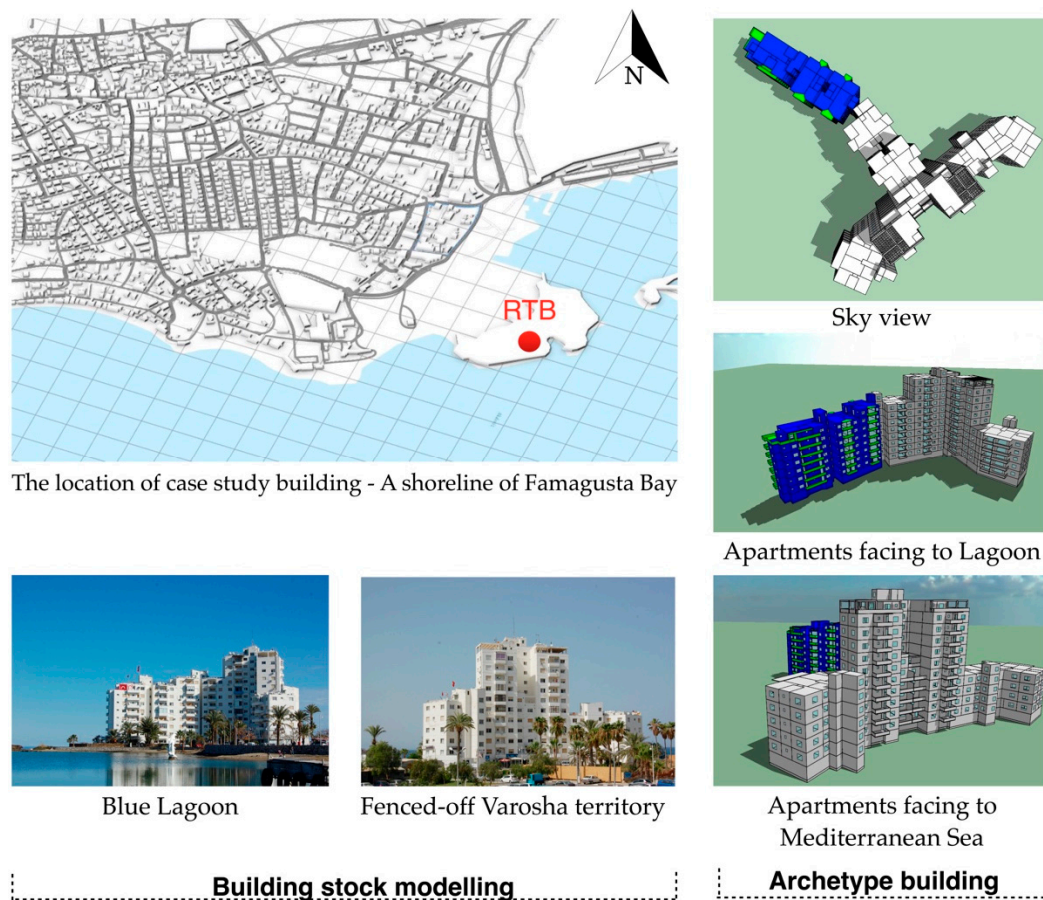 N
RTB
The location of case study building - A shoreline of Famagusta Bay
Sky view
Apartments facing to Lagoon
Blue Lagoon
Fenced-off Varosha territory
Apartments facing to
Mediterranean Sea
Building stock modelling
Archetype building